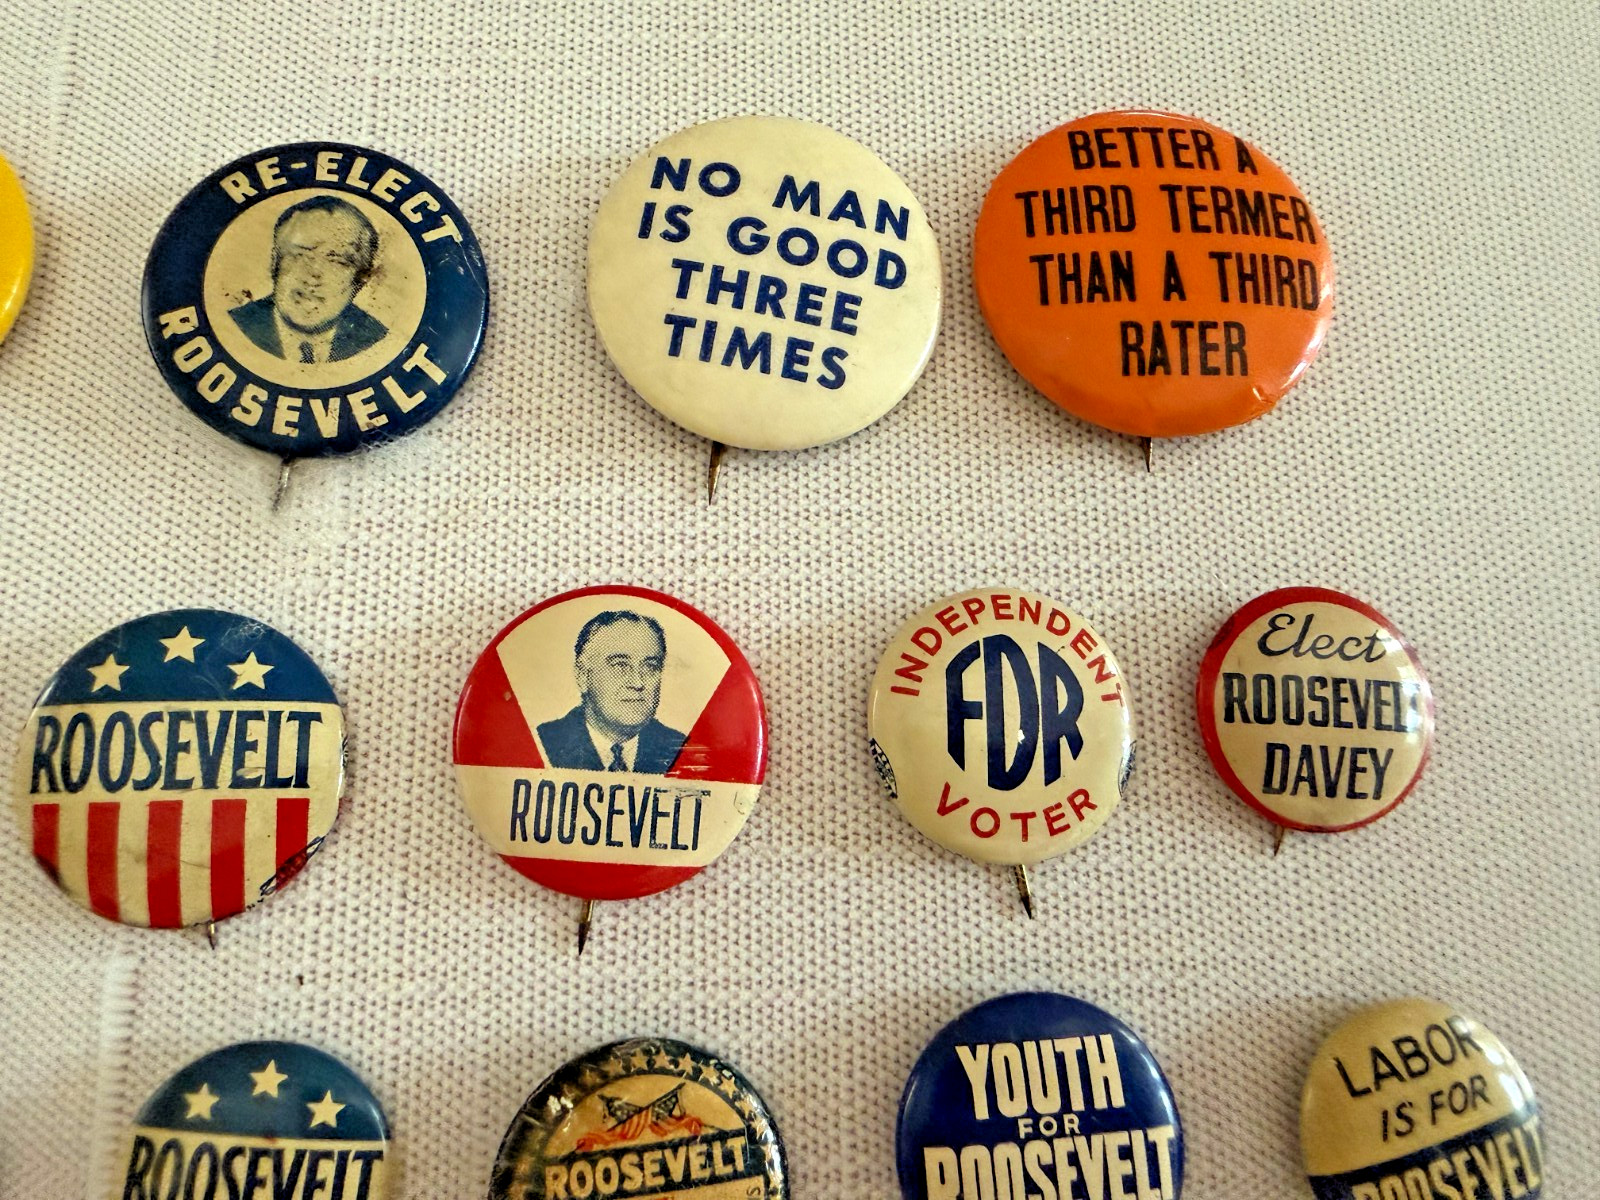 RE-ELECT
ROOSEVELT
NO MAN
IS GOOD
THREE
TIMES
BETTER A
THIRD TERMER
THAN A THIRD
RATER
ROOSEVELT
ROOSEVELT
INDEPENDENT
FDR
VOTER
Elect
ROOSEVELT
DAVEY
ROOSEVELT
ROOSEVELT
YOUTH
FOR
ROOSEVELT
LABOR
IS FOR
ROOSEVELT